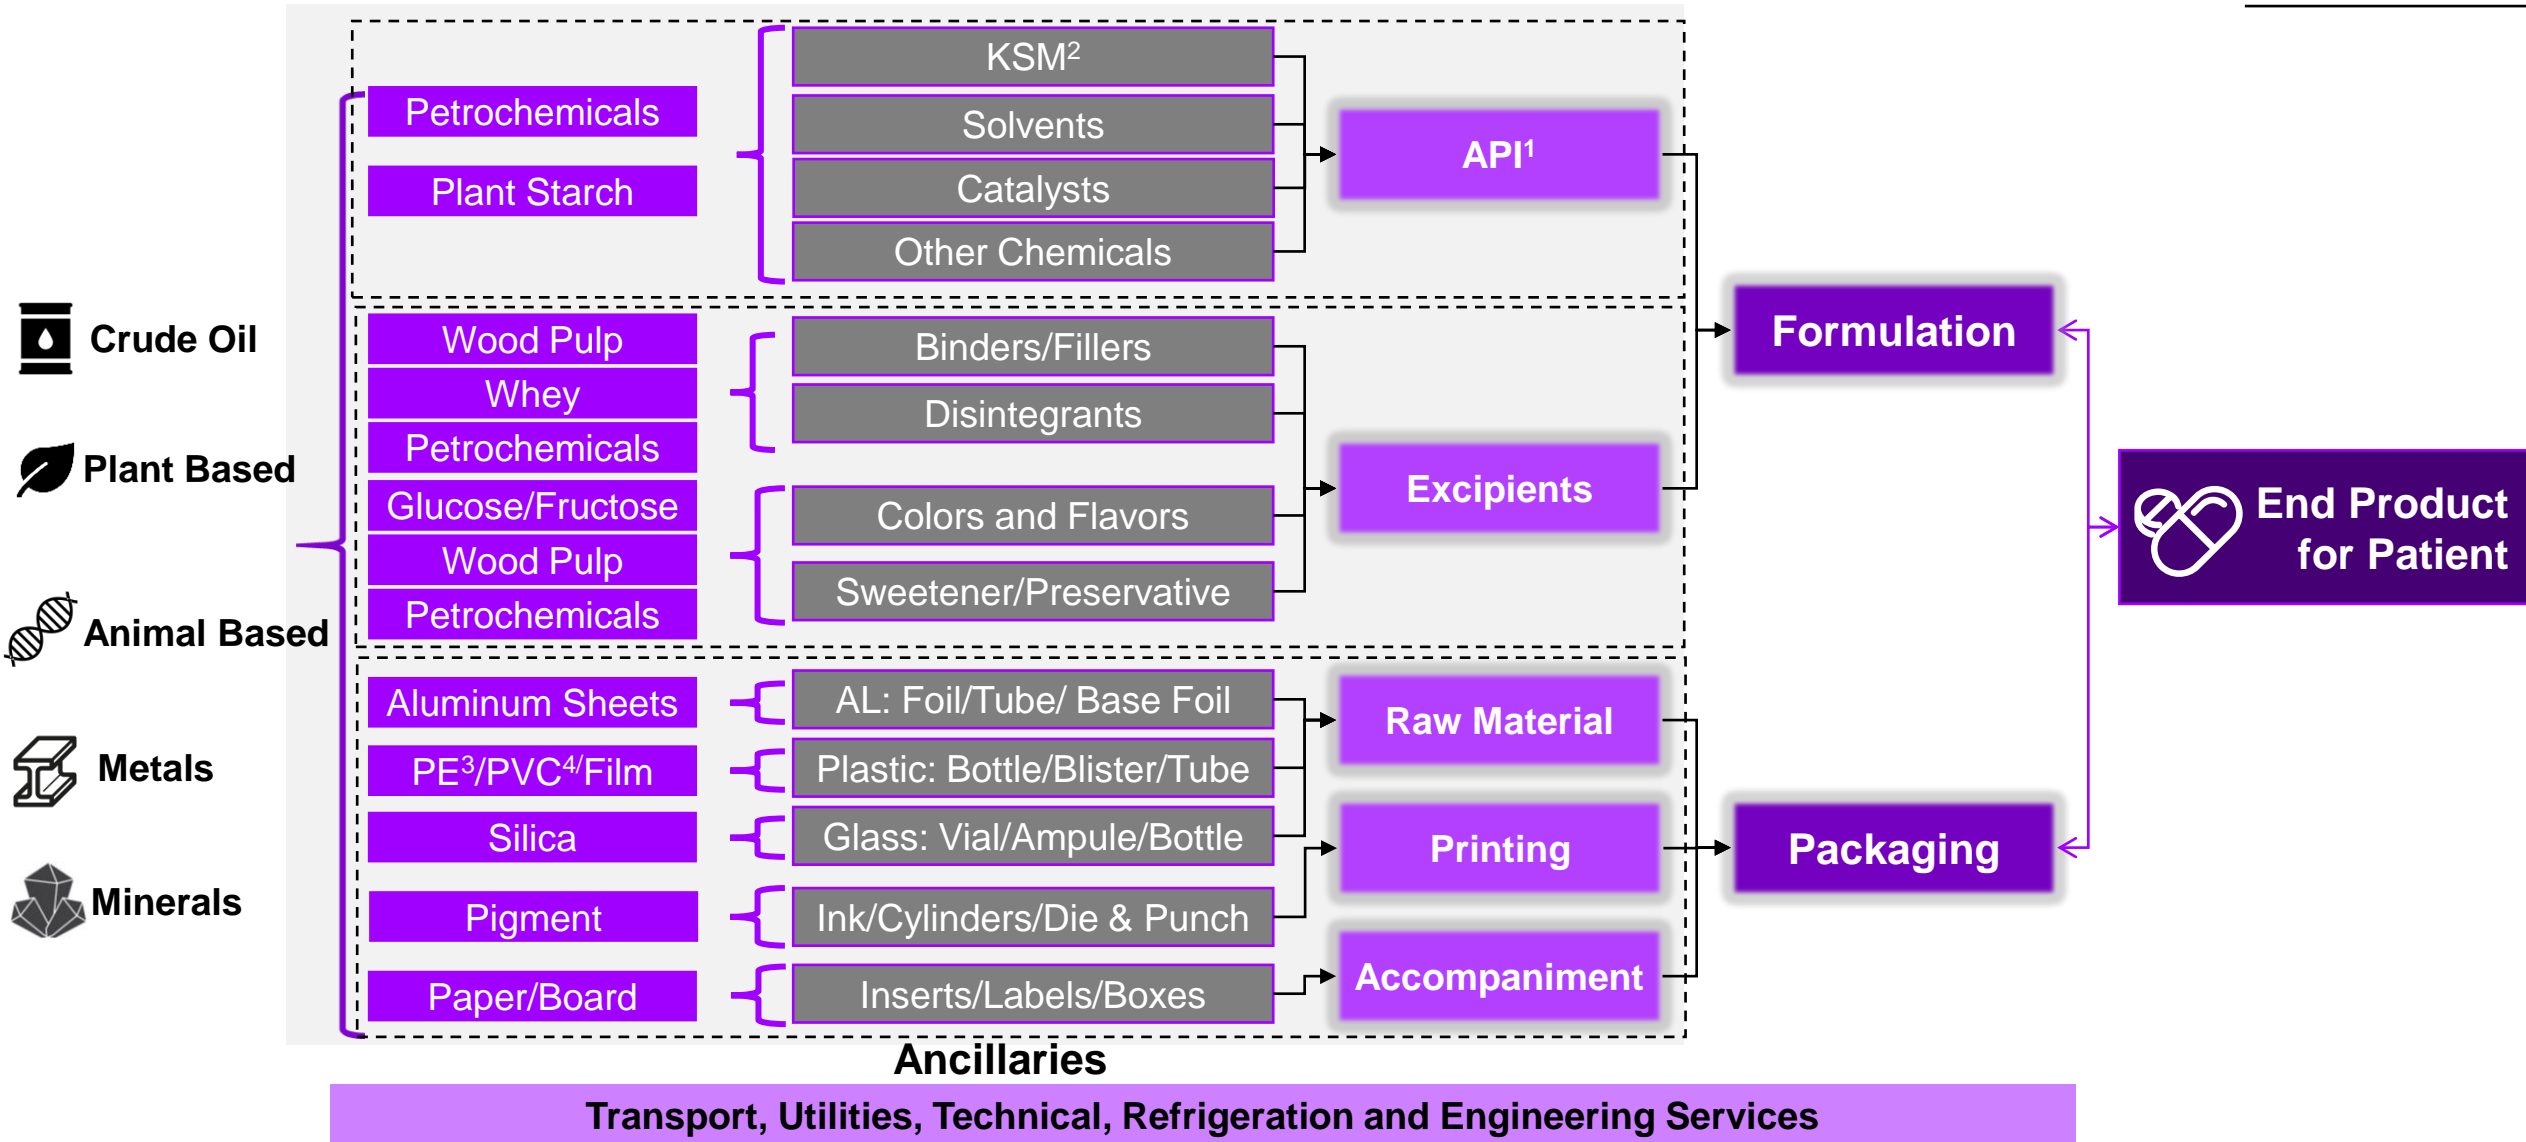 Crude Oil
Plant Based
Animal Based
Metals
Minerals
Petrochemicals
Plant Starch
KSM²
Solvents
Catalysts
Other Chemicals
API¹
Wood Pulp
Whey
Petrochemicals
Glucose/Fructose
Wood Pulp
Petrochemicals
Binders/Fillers
Disintegrants
Colors and Flavors
Sweetener/Preservative
Excipients
Aluminum Sheets
PE³/PVC⁴/Film
Silica
Pigment
Paper/Board
AL: Foil/Tube/ Base Foil
Plastic: Bottle/Blister/Tube
Glass: Vial/Ampule/Bottle
Ink/Cylinders/Die & Punch
Inserts/Labels/Boxes
Raw Material
Printing
Accompaniment
Formulation
Packaging
End Product
for Patient
Ancillaries
Transport, Utilities, Technical, Refrigeration and Engineering Services